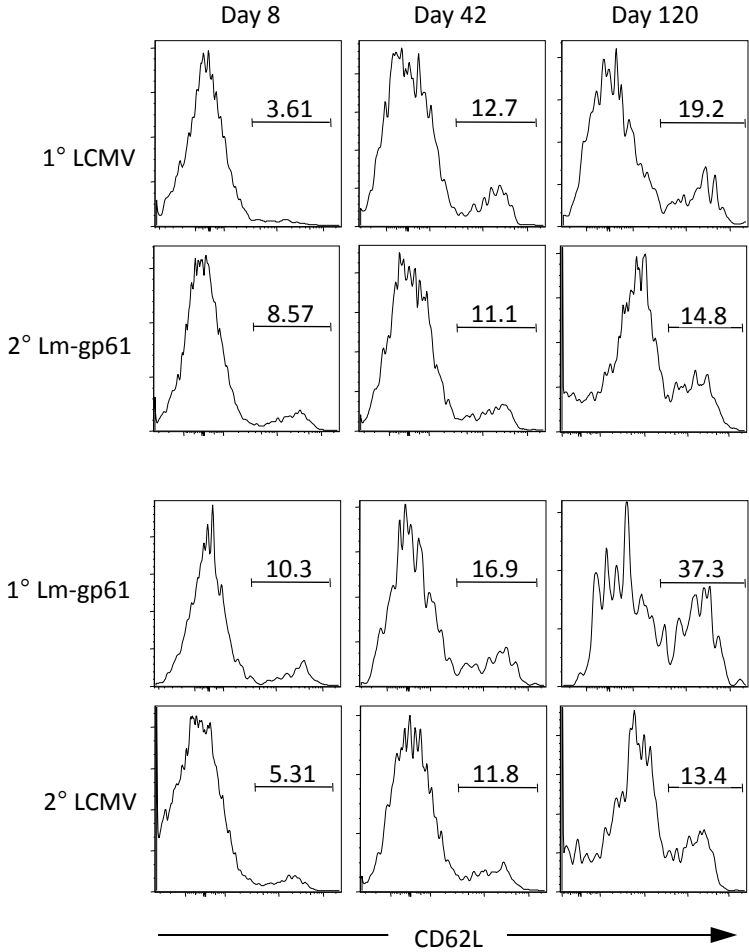 Day 8 Day 42 Day 120
1° LCMV 3.61 12.7 19.2
2° Lm-gp61 8.57 11.1 14.8
1° Lm-gp61 10.3 16.9 37.3
2° LCMV 5.31 11.8 13.4
CD62L